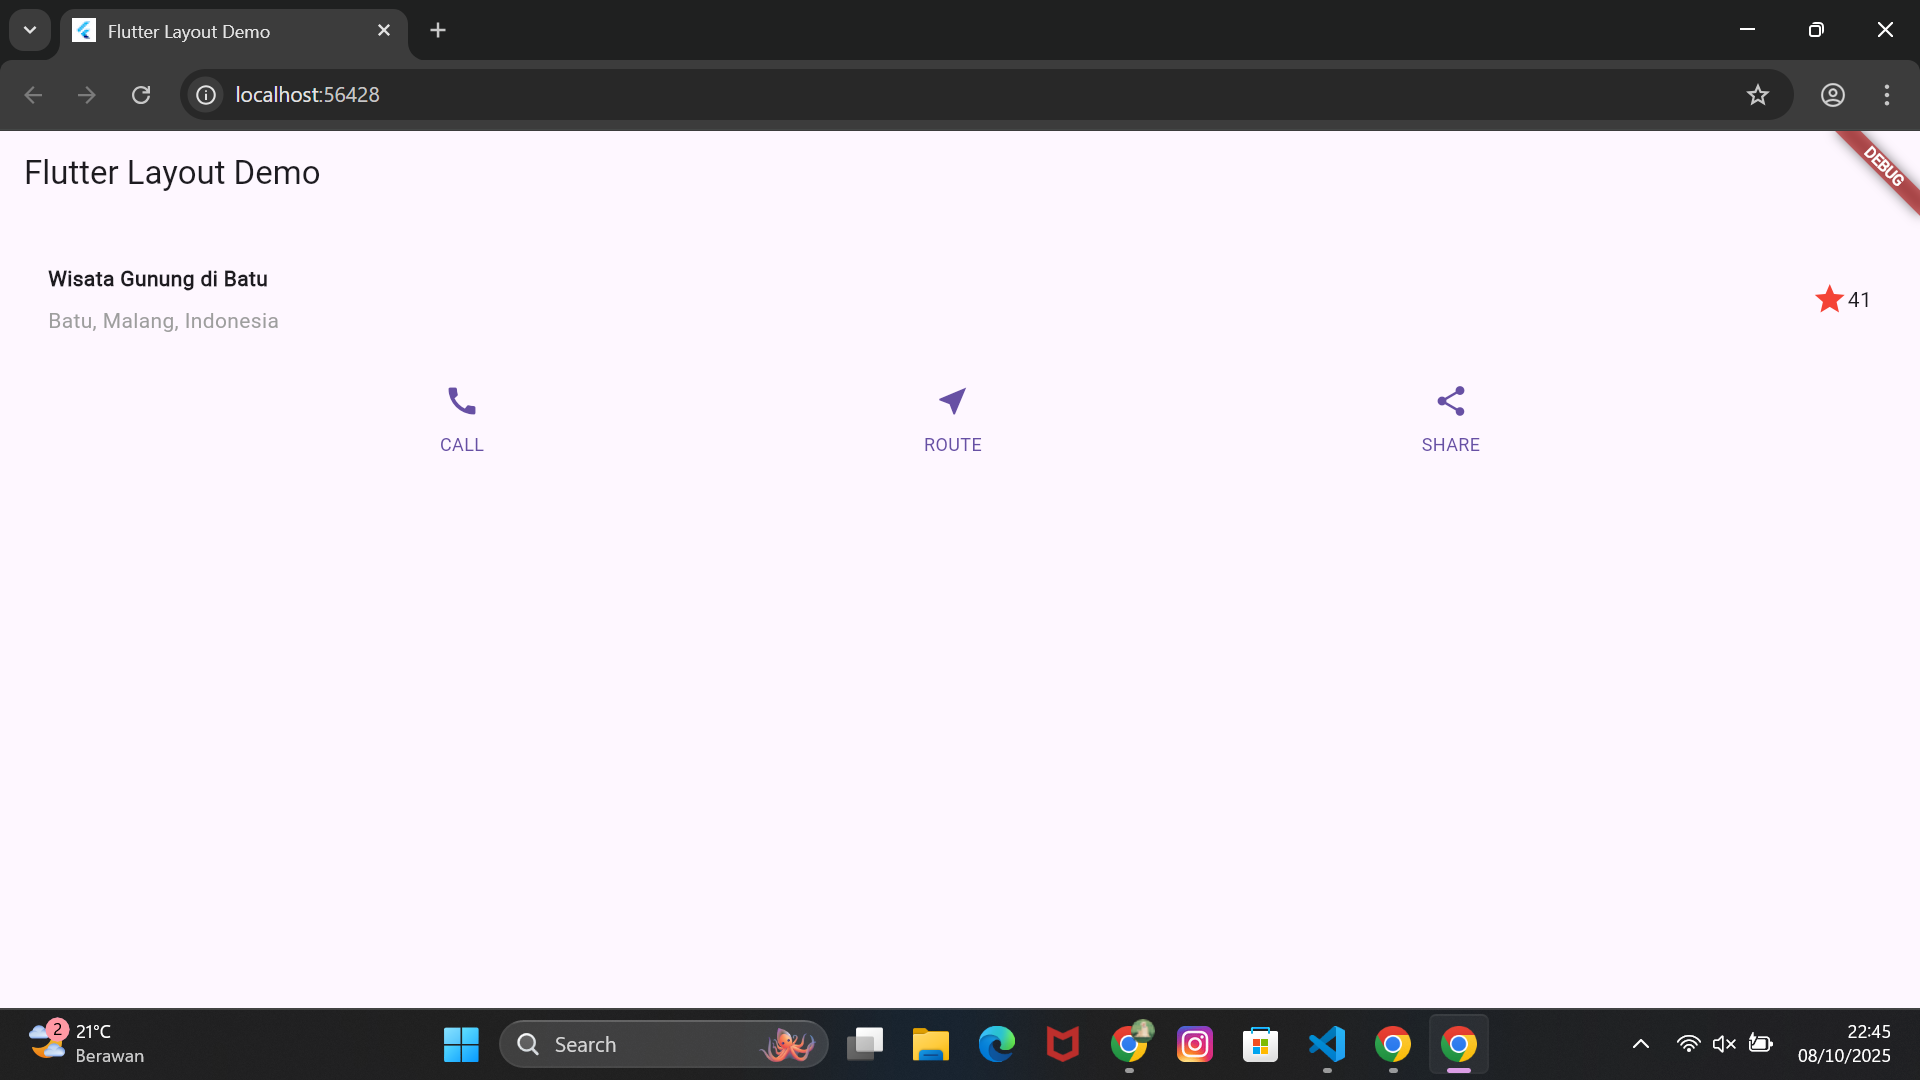 Flutter Layout Demo
localhost:56428
Flutter Layout Demo
DEBUG
Wisata Gunung di Batu
Batu, Malang, Indonesia
41
CALL
ROUTE
SHARE
2
21°C
Berawan
Search
22:45
08/10/2025